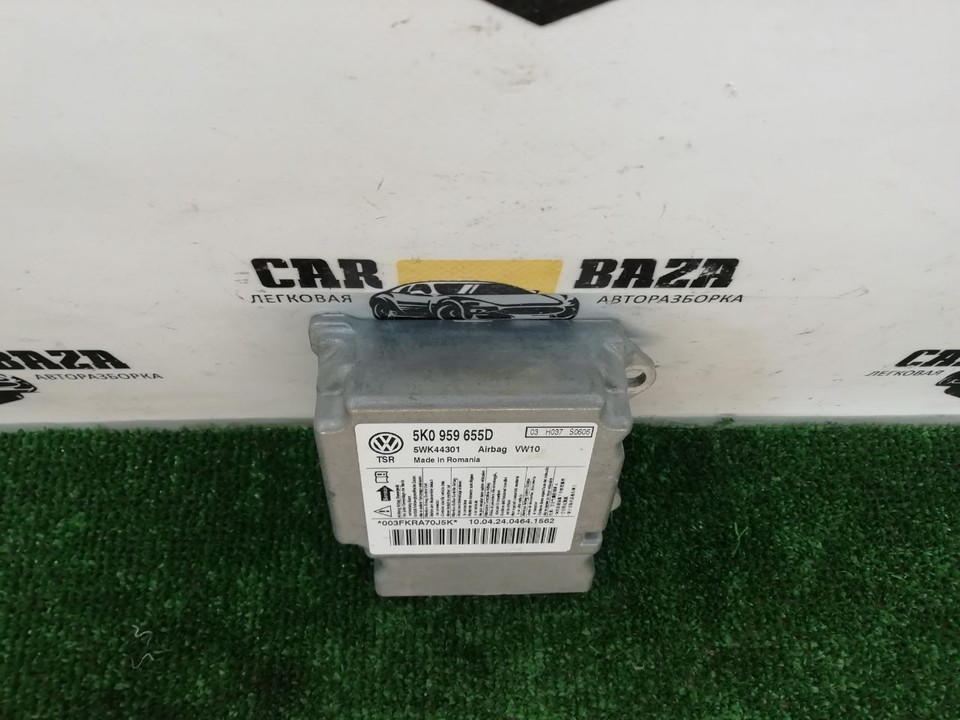 CAR BAZA
ЛЕГКОВАЯ АВТОРАЗБОРКА
BAZA
АВТОРАЗБОРКА
CAR
ЛЕГКОВАЯ
5K0 959 655D
03 H037 S0605
5WK44301 Airbag VW10
TSR
Made in Romania
*003FKRA70J5K* 10.04.24.0464.1562